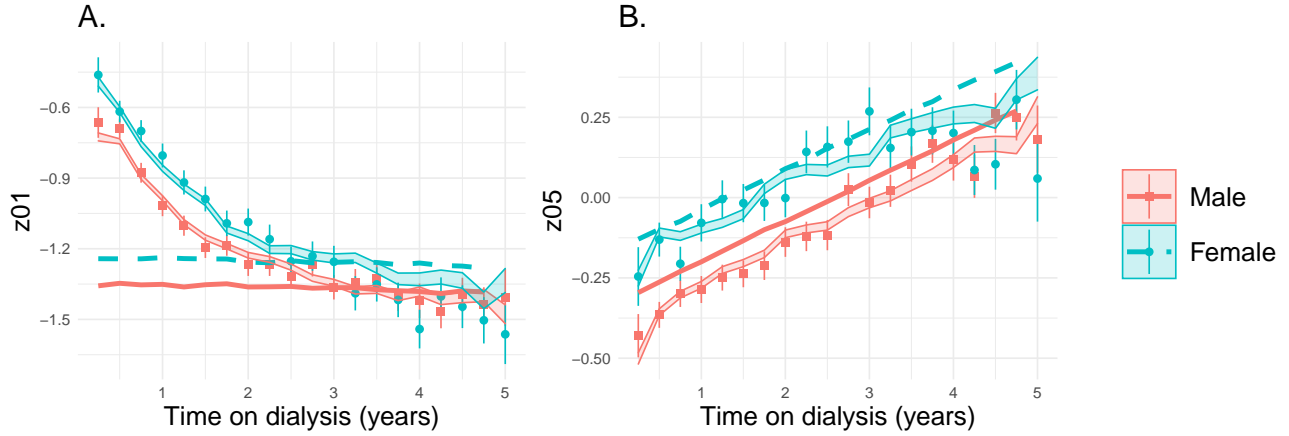 A.
z01
−0.6
−0.9
−1.2
−1.5
1 2 3 4 5
Time on dialysis (years)
B.
z05
0.25
0.00
−0.25
−0.50
1 2 3 4 5
Time on dialysis (years)
Male
Female